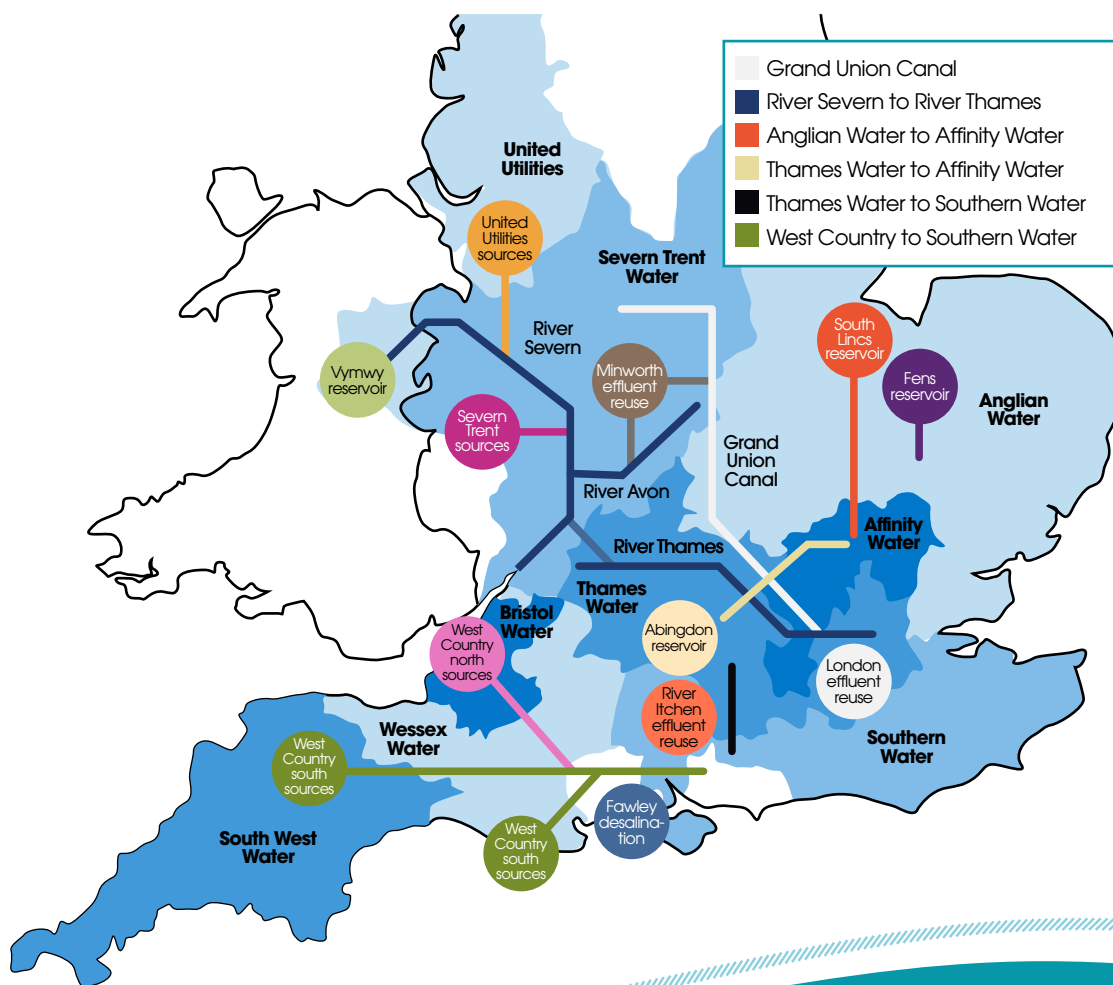 Grand Union Canal
River Severn to River Thames
Anglian Water to Affinity Water
Thames Water to Affinity Water
Thames Water to Southern Water
West Country to Southern Water
United
Utilities
United
Utilities
sources
Severn Trent
Water
River
Severn
South
Lincs
reservoir
Vymwy
reservoir
Minworth
effluent
reuse
Fens
reservoir
Anglian
Water
Severn
Trent
sources
Grand
Union
Canal
River Avon
Affinity
Water
River Thames
Thames
Water
Bristol
Water
West
Country
north
sources
Abingdon
reservoir
London
effluent
reuse
River
Itchen
effluent
reuse
Wessex
Water
Southern
Water
West
Country
south
sources
Fawley
desalina-
tion
South West
Water
West
Country
south
sources